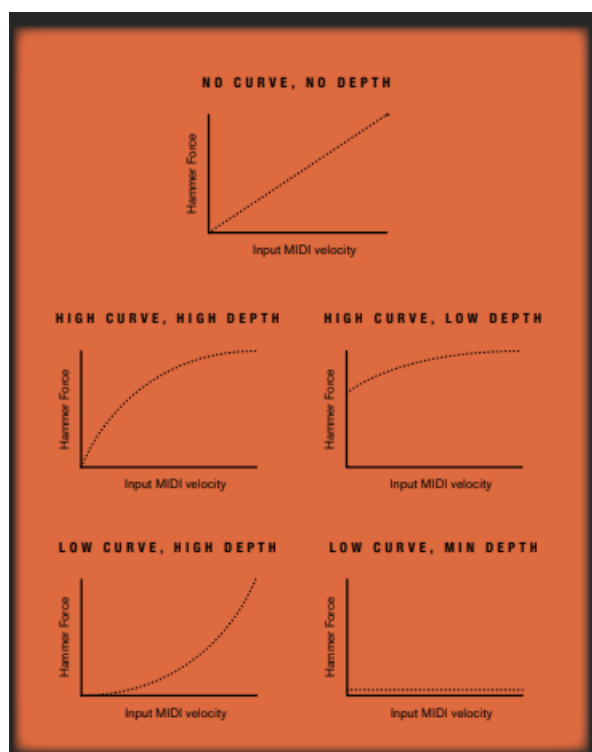 NO CURVE, NO DEPTH
Hammer Force
Input MIDI velocity
HIGH CURVE, HIGH DEPTH
Hammer Force
Input MIDI velocity
HIGH CURVE, LOW DEPTH
Hammer Force
Input MIDI velocity
LOW CURVE, HIGH DEPTH
Hammer Force
Input MIDI velocity
LOW CURVE, MIN DEPTH
Hammer Force
Input MIDI velocity